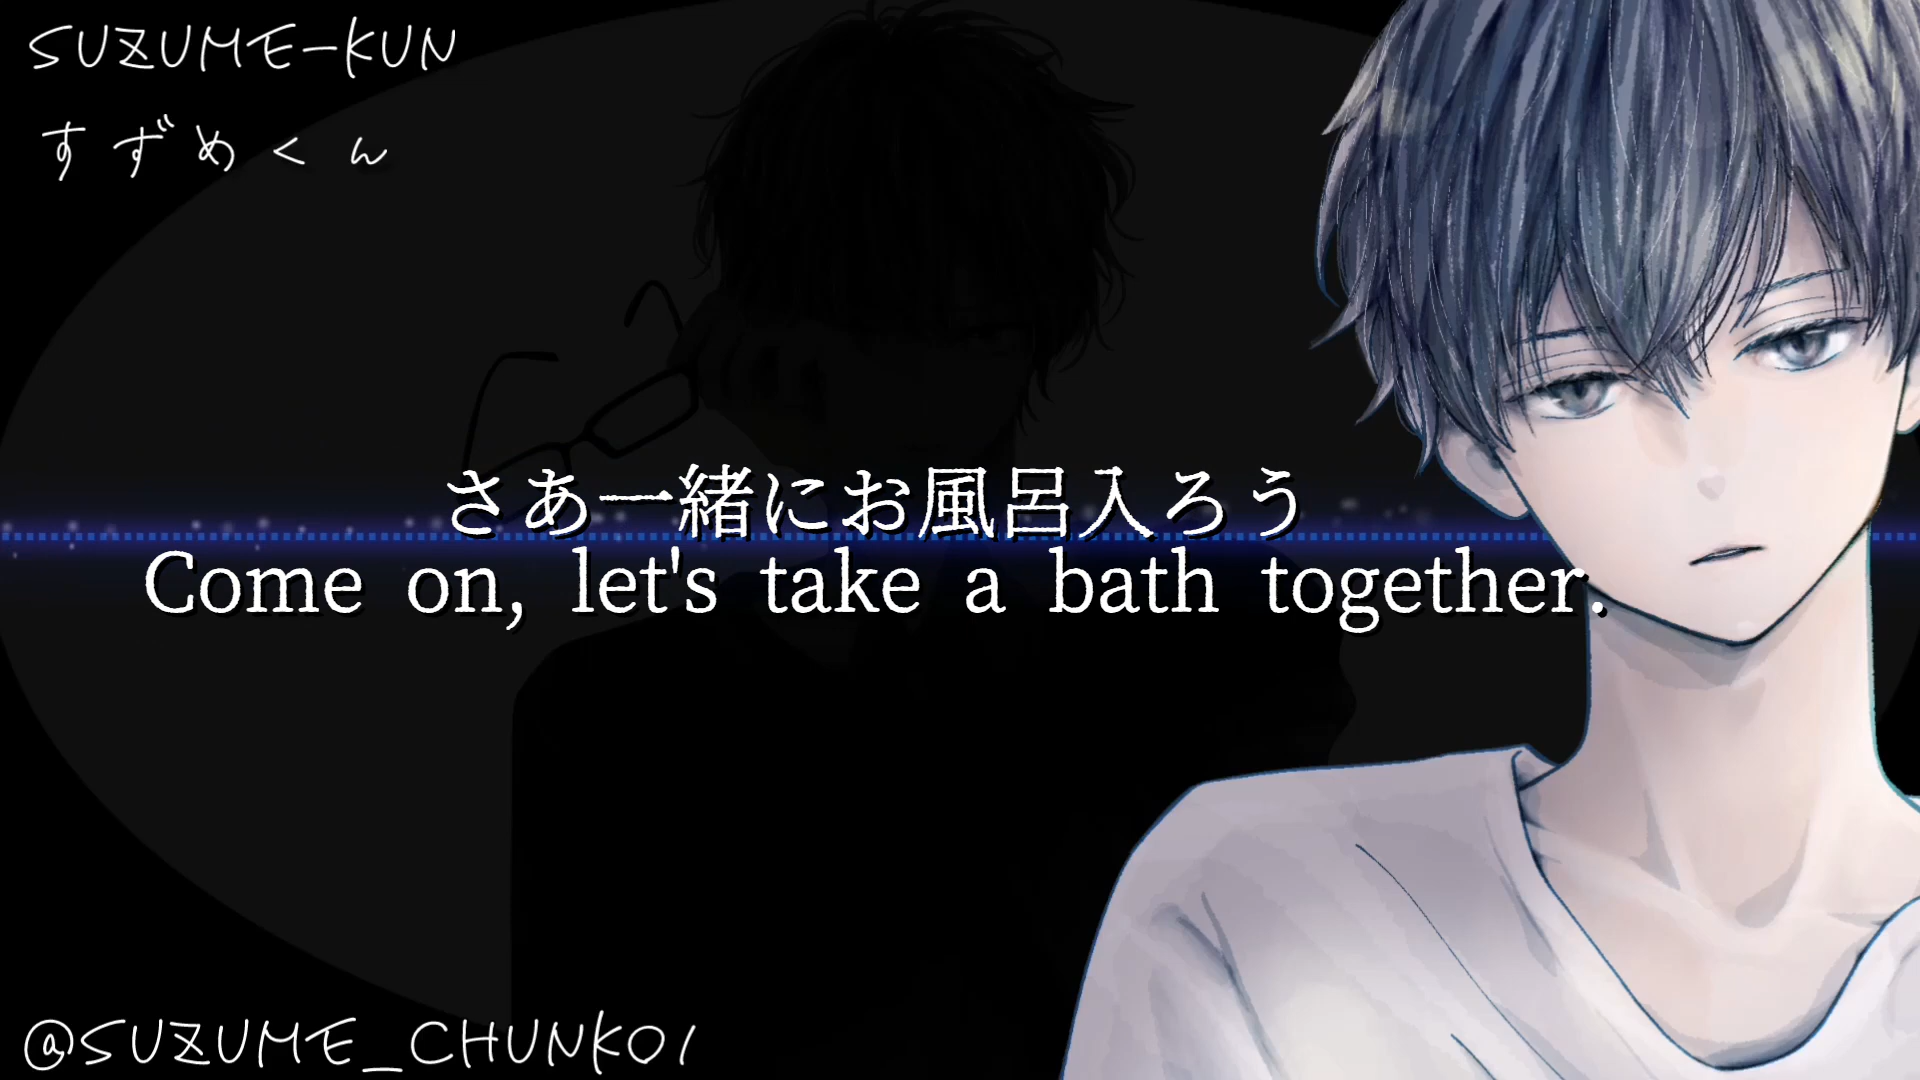 SUZUME-KUN
すずめくん
さあ一緒にお風呂入ろう
Come on, let's take a bath together.
@SUZUME_CHUNKO1